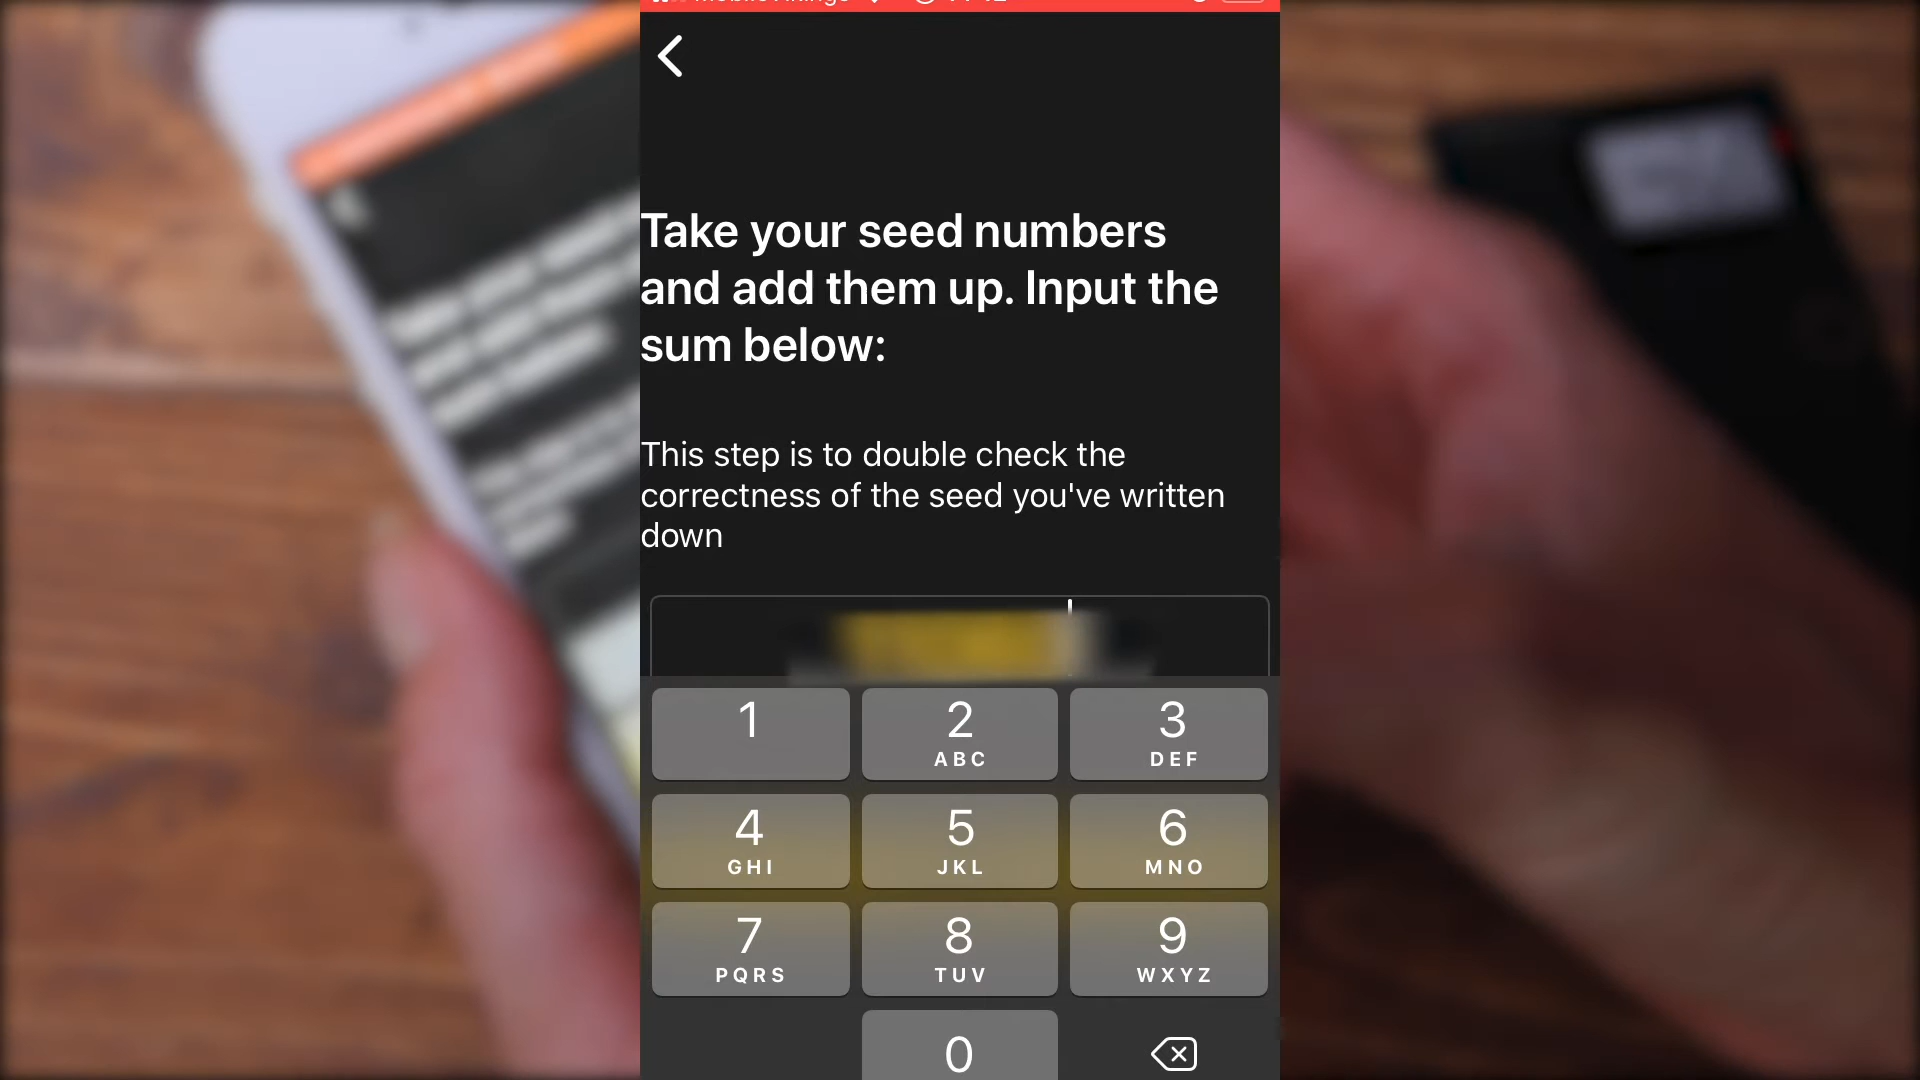 Take your seed numbers
and add them up. Input the
sum below:
This step is to double check the
correctness of the seed you've written
down
1
2
ABC
3
DEF
4
GHI
5
JKL
6
MNO
7
PQRS
8
TUV
9
WXYZ
0